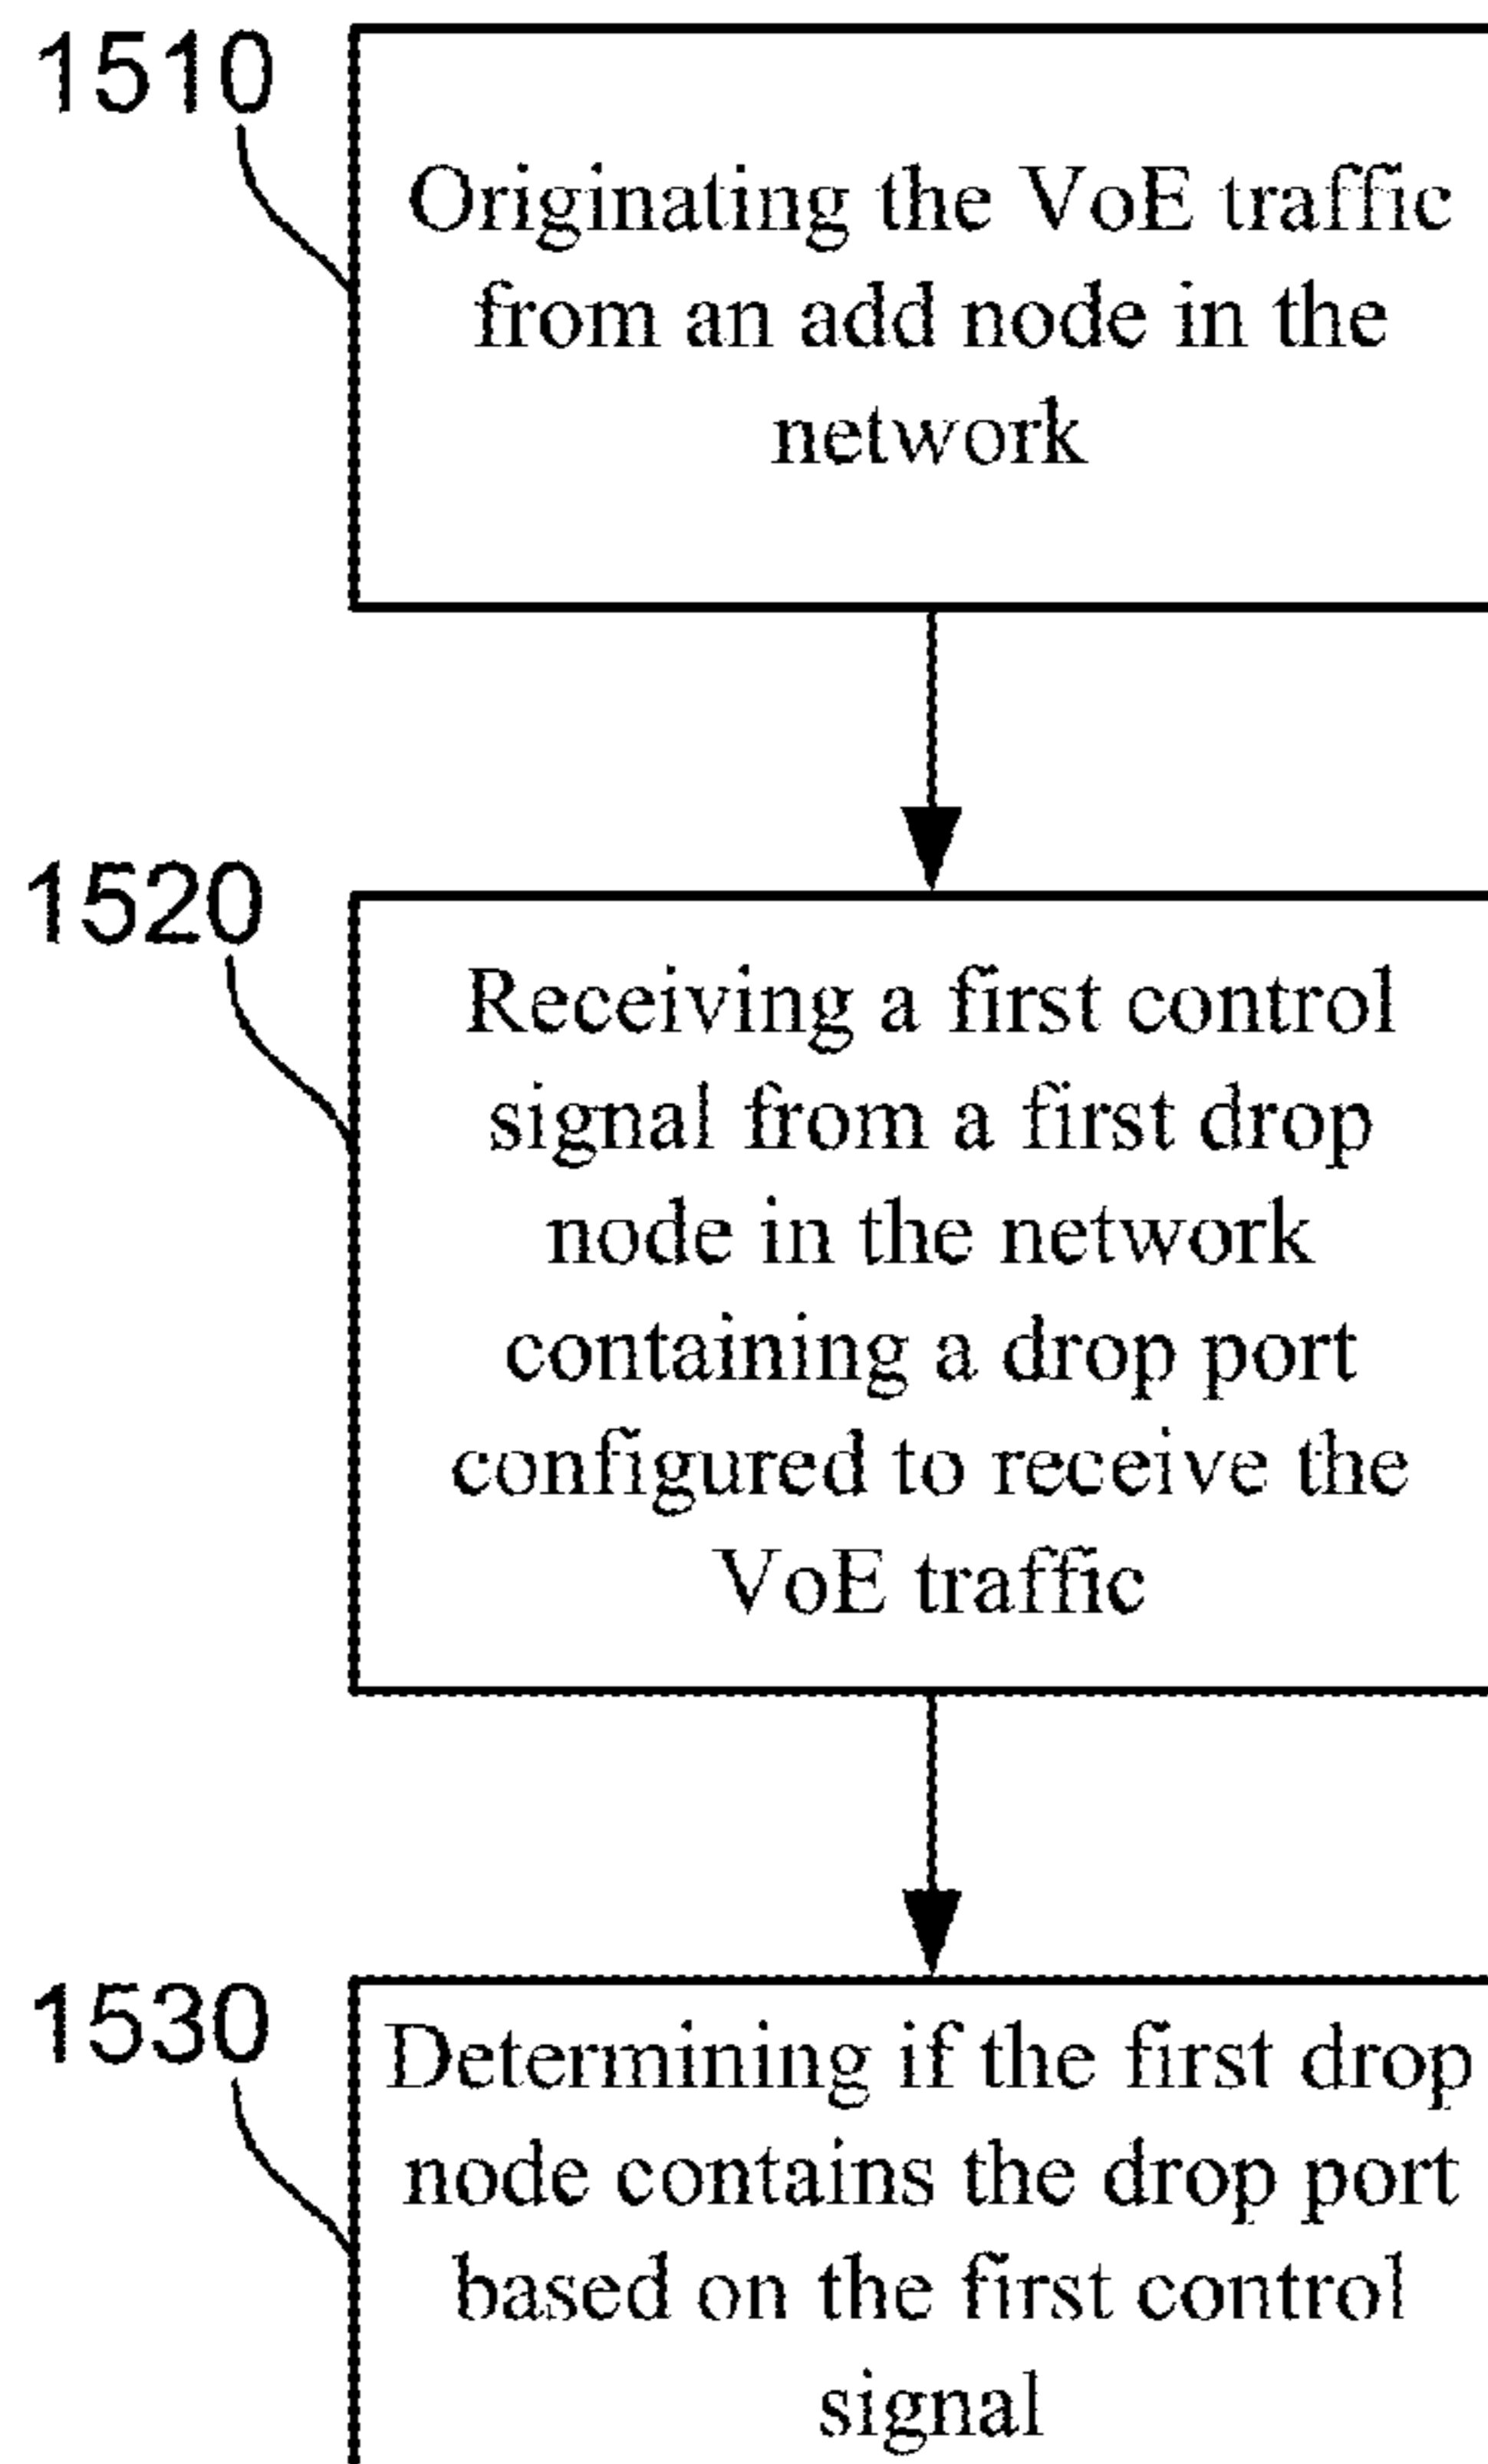 1510
Originating the VoE traffic
from an add node in the
network
1520
Receiving a first control
signal from a first drop
node in the network
containing a drop port
configured to receive the
VoE traffic
1530
Determining if the first drop
node contains the drop port
based on the first control
signal